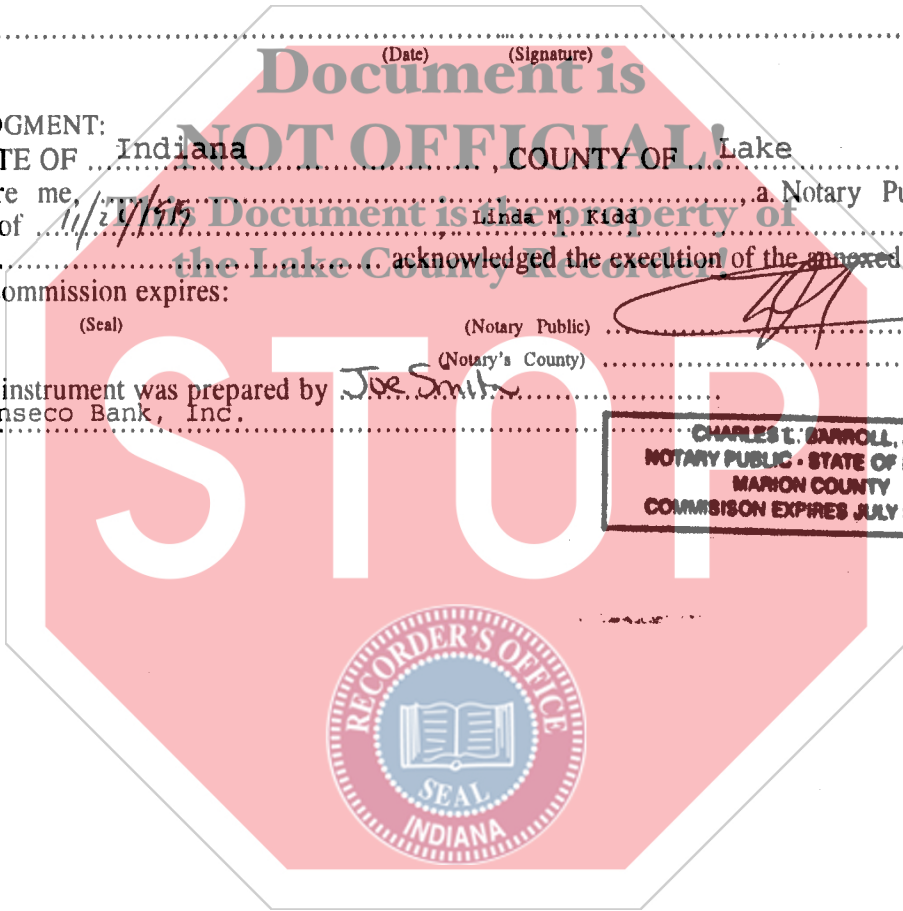 (Date) (Signature)
Document is
DGMENT:
NOT OFFICIAL!
TE OF Indiana , COUNTY OF Lake
re me, , a Notary Pu
This Document is the property of
of Linda M. Kidd
the Lake County Recorder!
acknowledged the execution of the annexed
ommission expires:
(Seal) (Notary Public)
(Notary's County)
instrument was prepared by Joe Smith
nseco Bank, Inc.
STOP
CHARLES L. BARROLL,
NOTARY PUBLIC - STATE OF
MARION COUNTY
COMMISISON EXPIRES JULY
RECORDER'S OFFICE
SEAL
INDIANA